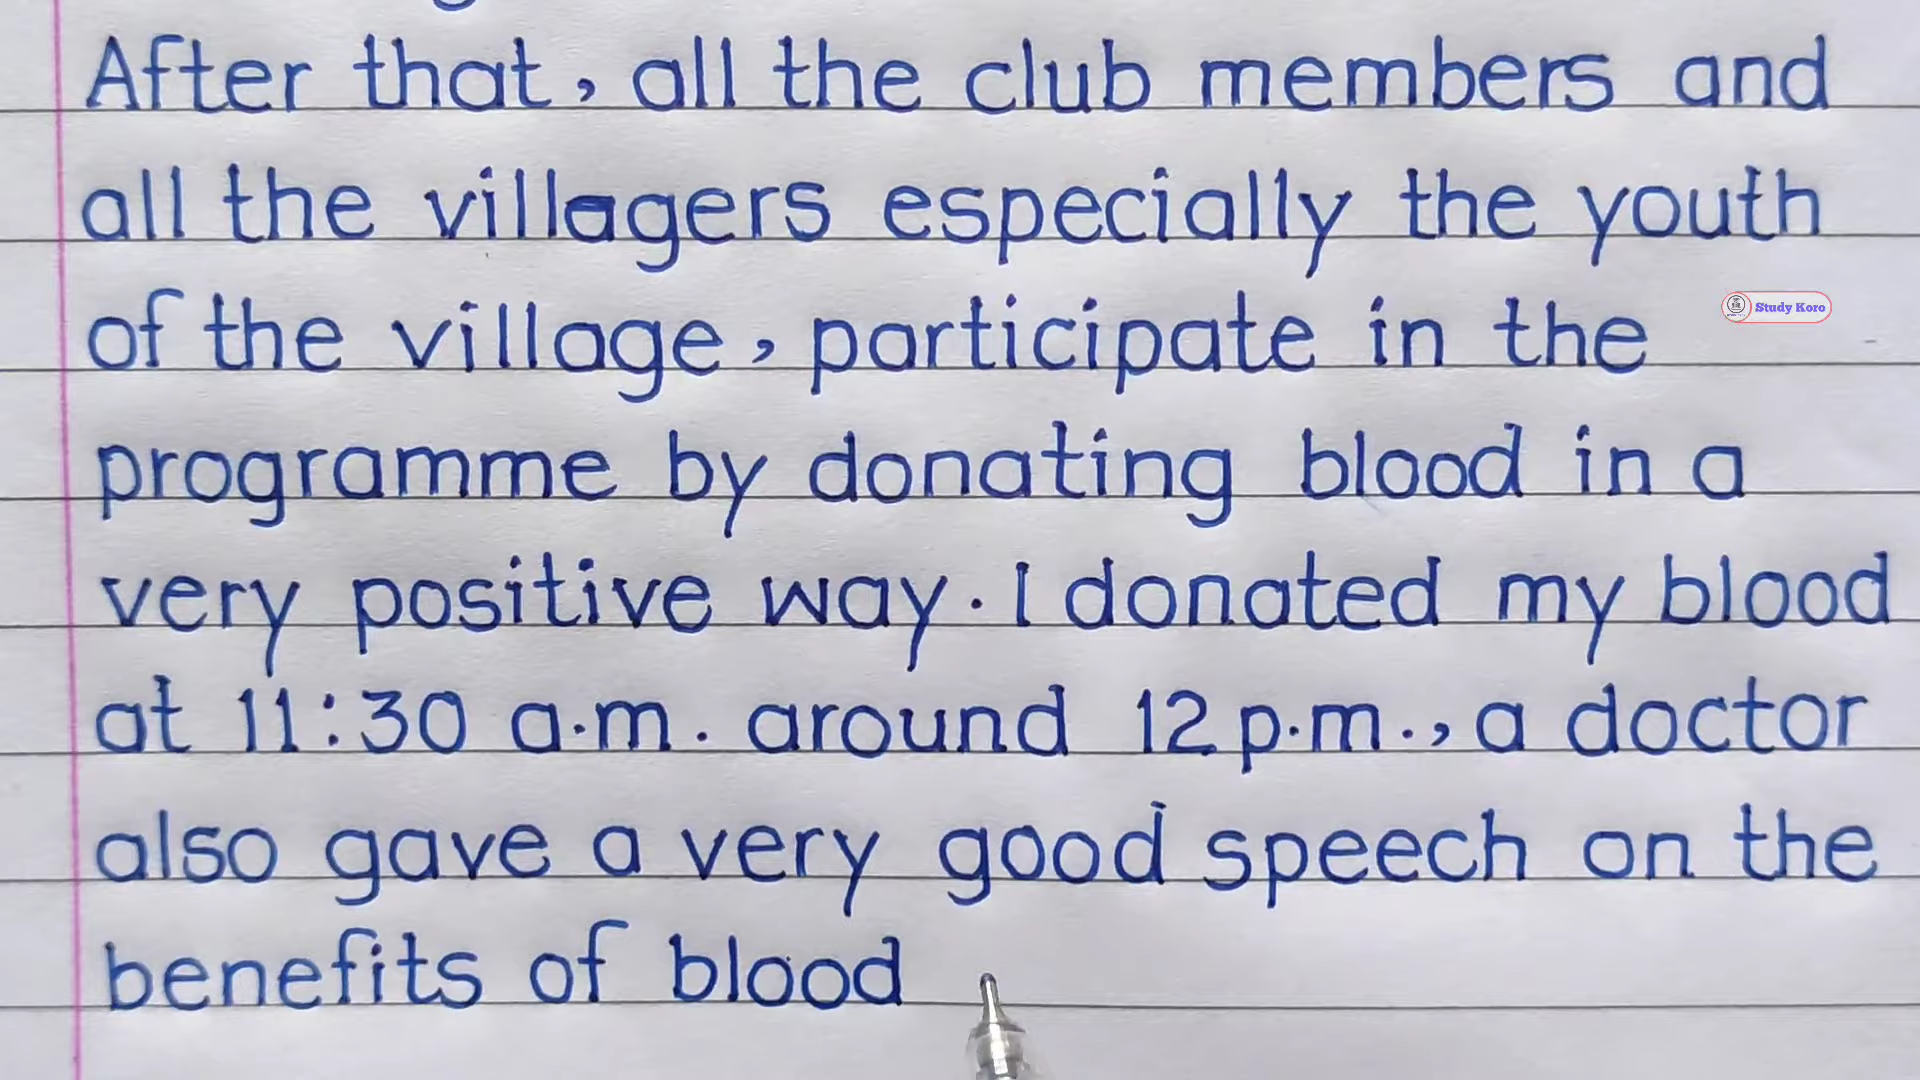 After that, all the club members and
all the villagers especially the youth
of the village, participate in the
Study Koro
programme by donating blood in a
very positive way. I donated my blood
at 11:30 a.m. around 12 p.m., a doctor
also gave a very good speech on the
benefits of blood